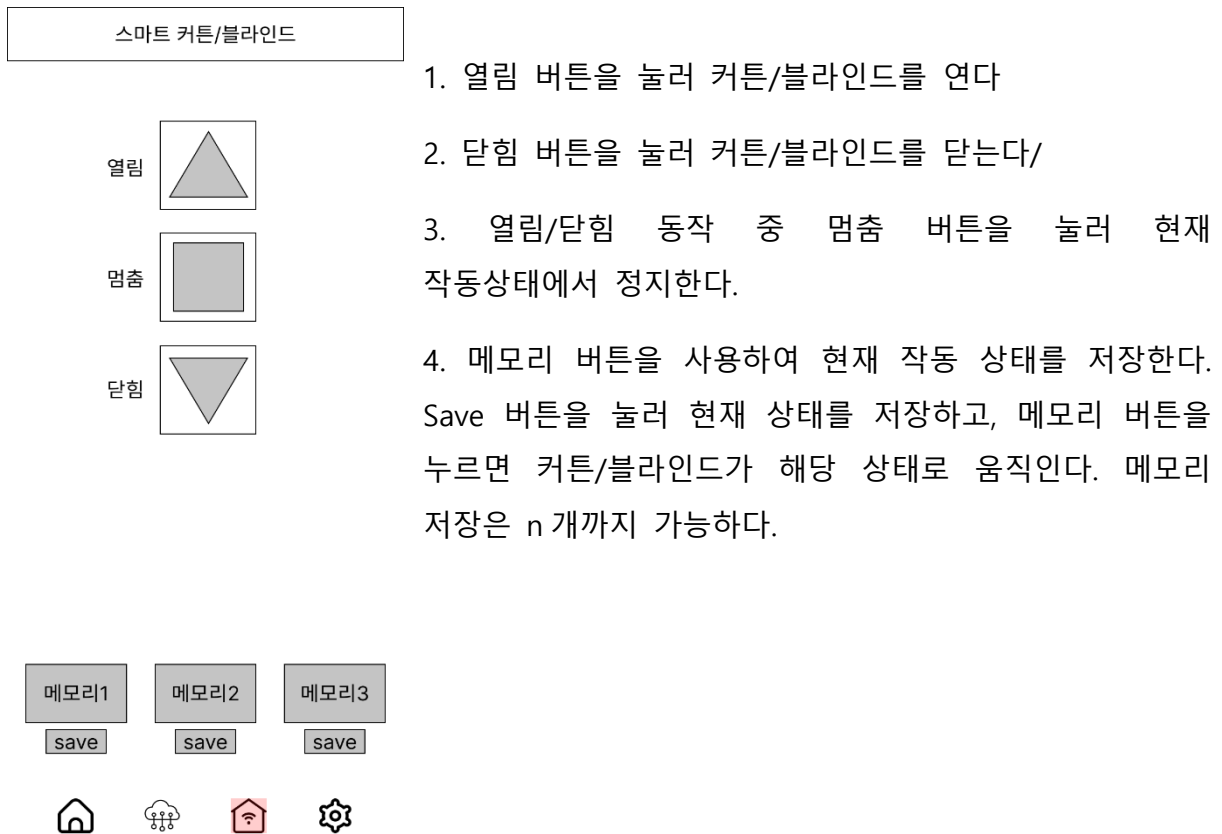 스마트 커튼/블라인드
열림
멈춤
닫힘
메모리1 메모리2 메모리3
save save save
1. 열림 버튼을 눌러 커튼/블라인드를 연다
2. 닫힘 버튼을 눌러 커튼/블라인드를 닫는다/
3. 열림/닫힘 동작 중 멈춤 버튼을 눌러 현재
작동상태에서 정지한다.
4. 메모리 버튼을 사용하여 현재 작동 상태를 저장한다.
Save 버튼을 눌러 현재 상태를 저장하고, 메모리 버튼을
누르면 커튼/블라인드가 해당 상태로 움직인다. 메모리
저장은 n개까지 가능하다.